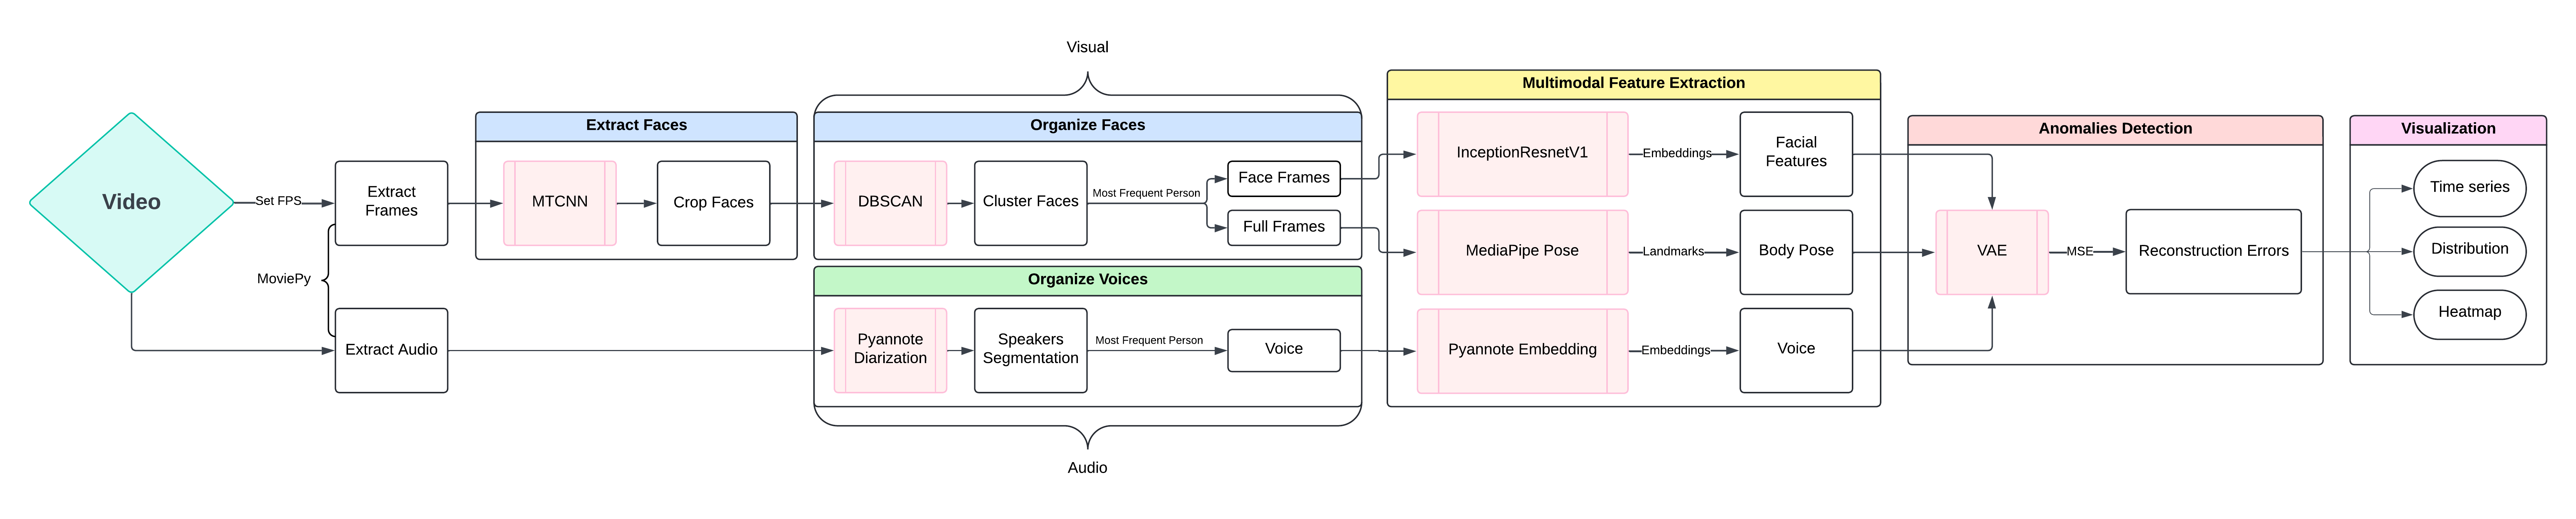 Visual
Multimodal Feature Extraction
Extract Faces
Organize Faces
Anomalies Detection
Visualization
Video
Set FPS
Extract
Frames
MTCNN
Crop Faces
DBSCAN
Cluster Faces
Most Frequent Person
Face Frames
Full Frames
InceptionResnetV1
Embeddings
Facial
Features
MediaPipe Pose
Landmarks
Body Pose
VAE
MSE
Reconstruction Errors
Time series
Distribution
Heatmap
MoviePy
Organize Voices
Extract Audio
Pyannote
Diarization
Speakers
Segmentation
Most Frequent Person
Voice
Pyannote Embedding
Embeddings
Voice
Audio